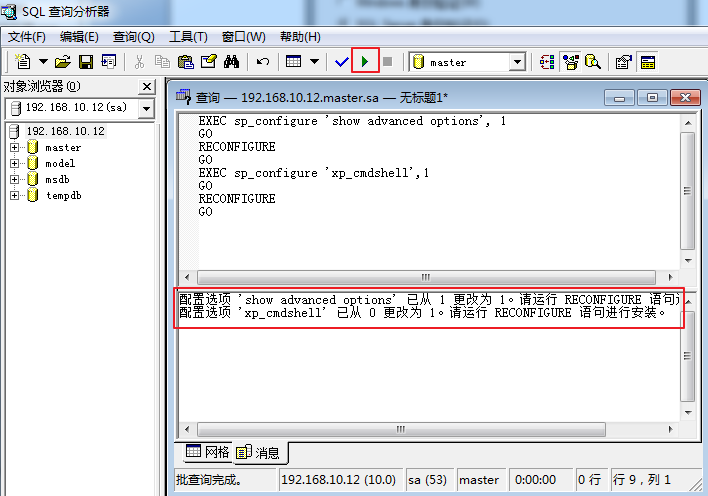 SQL 查询分析器
文件(F) 编辑(E) 查询(Q) 工具(T) 窗口(W) 帮助(H)
master
对象浏览器(O)
192.168.10.12(sa)
192.168.10.12
master
model
msdb
tempdb
查询 — 192.168.10.12.master.sa — 无标题1*
EXEC sp_configure 'show advanced options', 1
GO
RECONFIGURE
GO
EXEC sp_configure 'xp_cmdshell',1
GO
RECONFIGURE
GO
配置选项 'show advanced options' 已从 1 更改为 1。请运行 RECONFIGURE 语句
配置选项 'xp_cmdshell' 已从 0 更改为 1。请运行 RECONFIGURE 语句进行安装。
网格 消息
批查询完成。 192.168.10.12 (10.0) sa (53) master 0:00:00 0 行 行 9，列 1